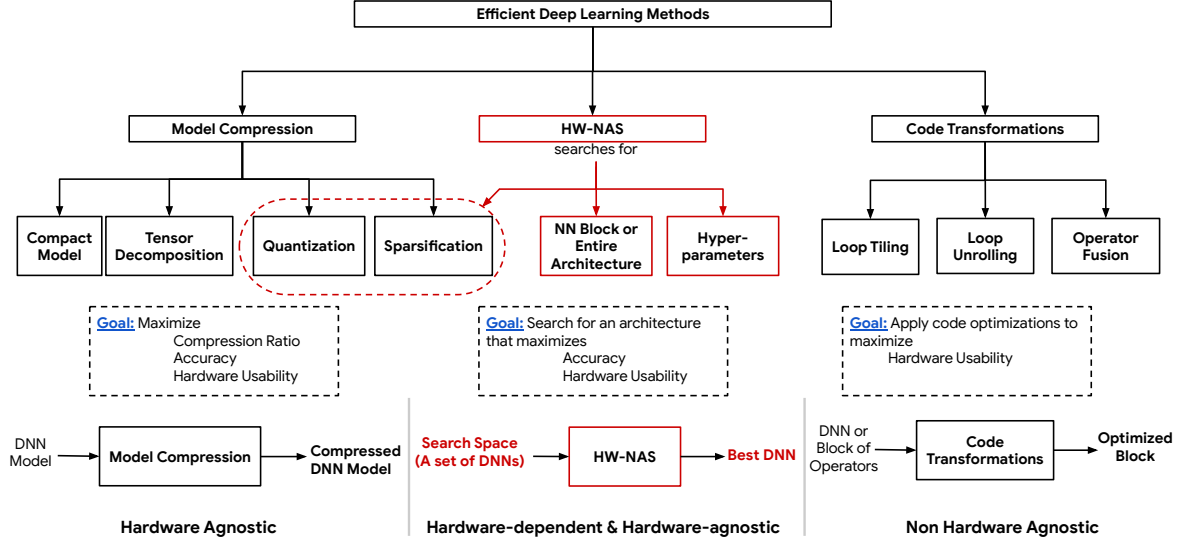 Efficient Deep Learning Methods
Model Compression
HW-NAS
searches for
Code Transformations
Compact
Model
Tensor
Decomposition
Quantization
Sparsification
NN Block or
Entire
Architecture
Hyper-
parameters
Loop Tiling
Loop
Unrolling
Operator
Fusion
Goal: Maximize
Compression Ratio
Accuracy
Hardware Usability
Goal: Search for an architecture
that maximizes
Accuracy
Hardware Usability
Goal: Apply code optimizations to
maximize
Hardware Usability
DNN
Model
Model Compression
Compressed
DNN Model
Search Space
(A set of DNNs)
HW-NAS
Best DNN
DNN or
Block of
Operators
Code
Transformations
Optimized
Block
Hardware Agnostic
Hardware-dependent & Hardware-agnostic
Non Hardware Agnostic